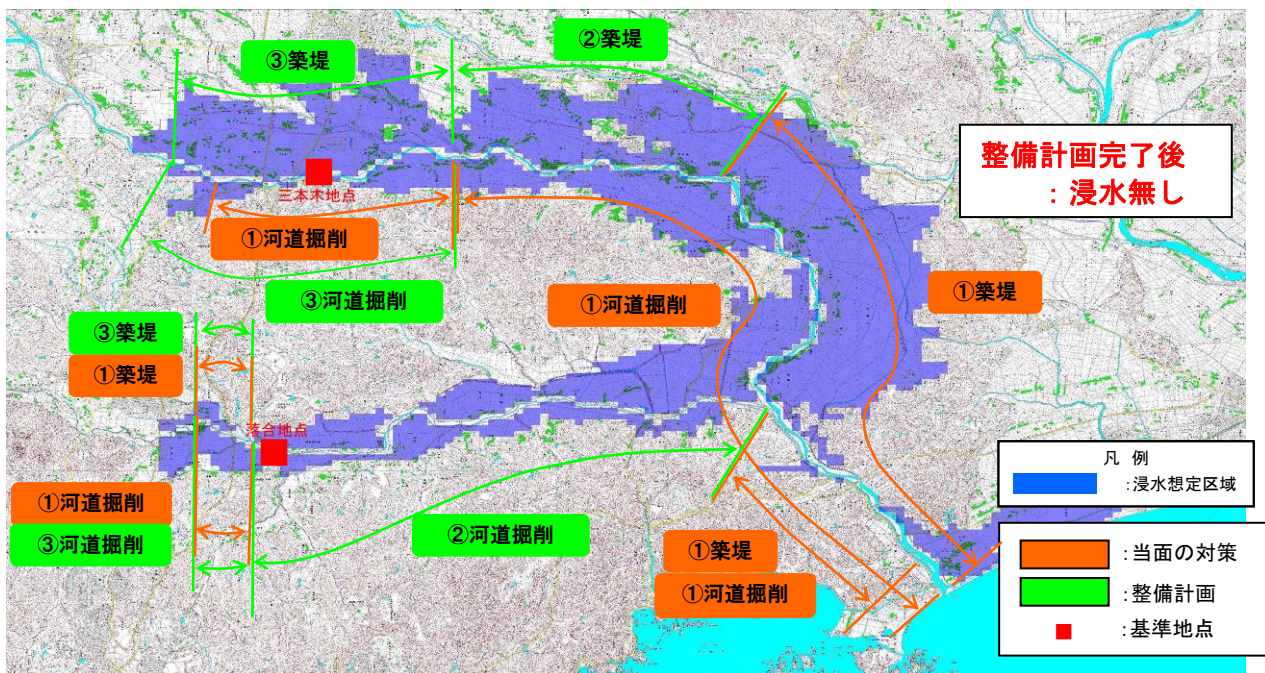 ②築堤
③築堤
整備計画完了後
：浸水無し
三本木地点
①河道掘削
③河道掘削
①河道掘削
①築堤
③築堤
①築堤
落合地点
凡 例
：浸水想定区域
①河道掘削
③河道掘削
②河道掘削
①築堤
①河道掘削
：当面の対策
：整備計画
：基準地点